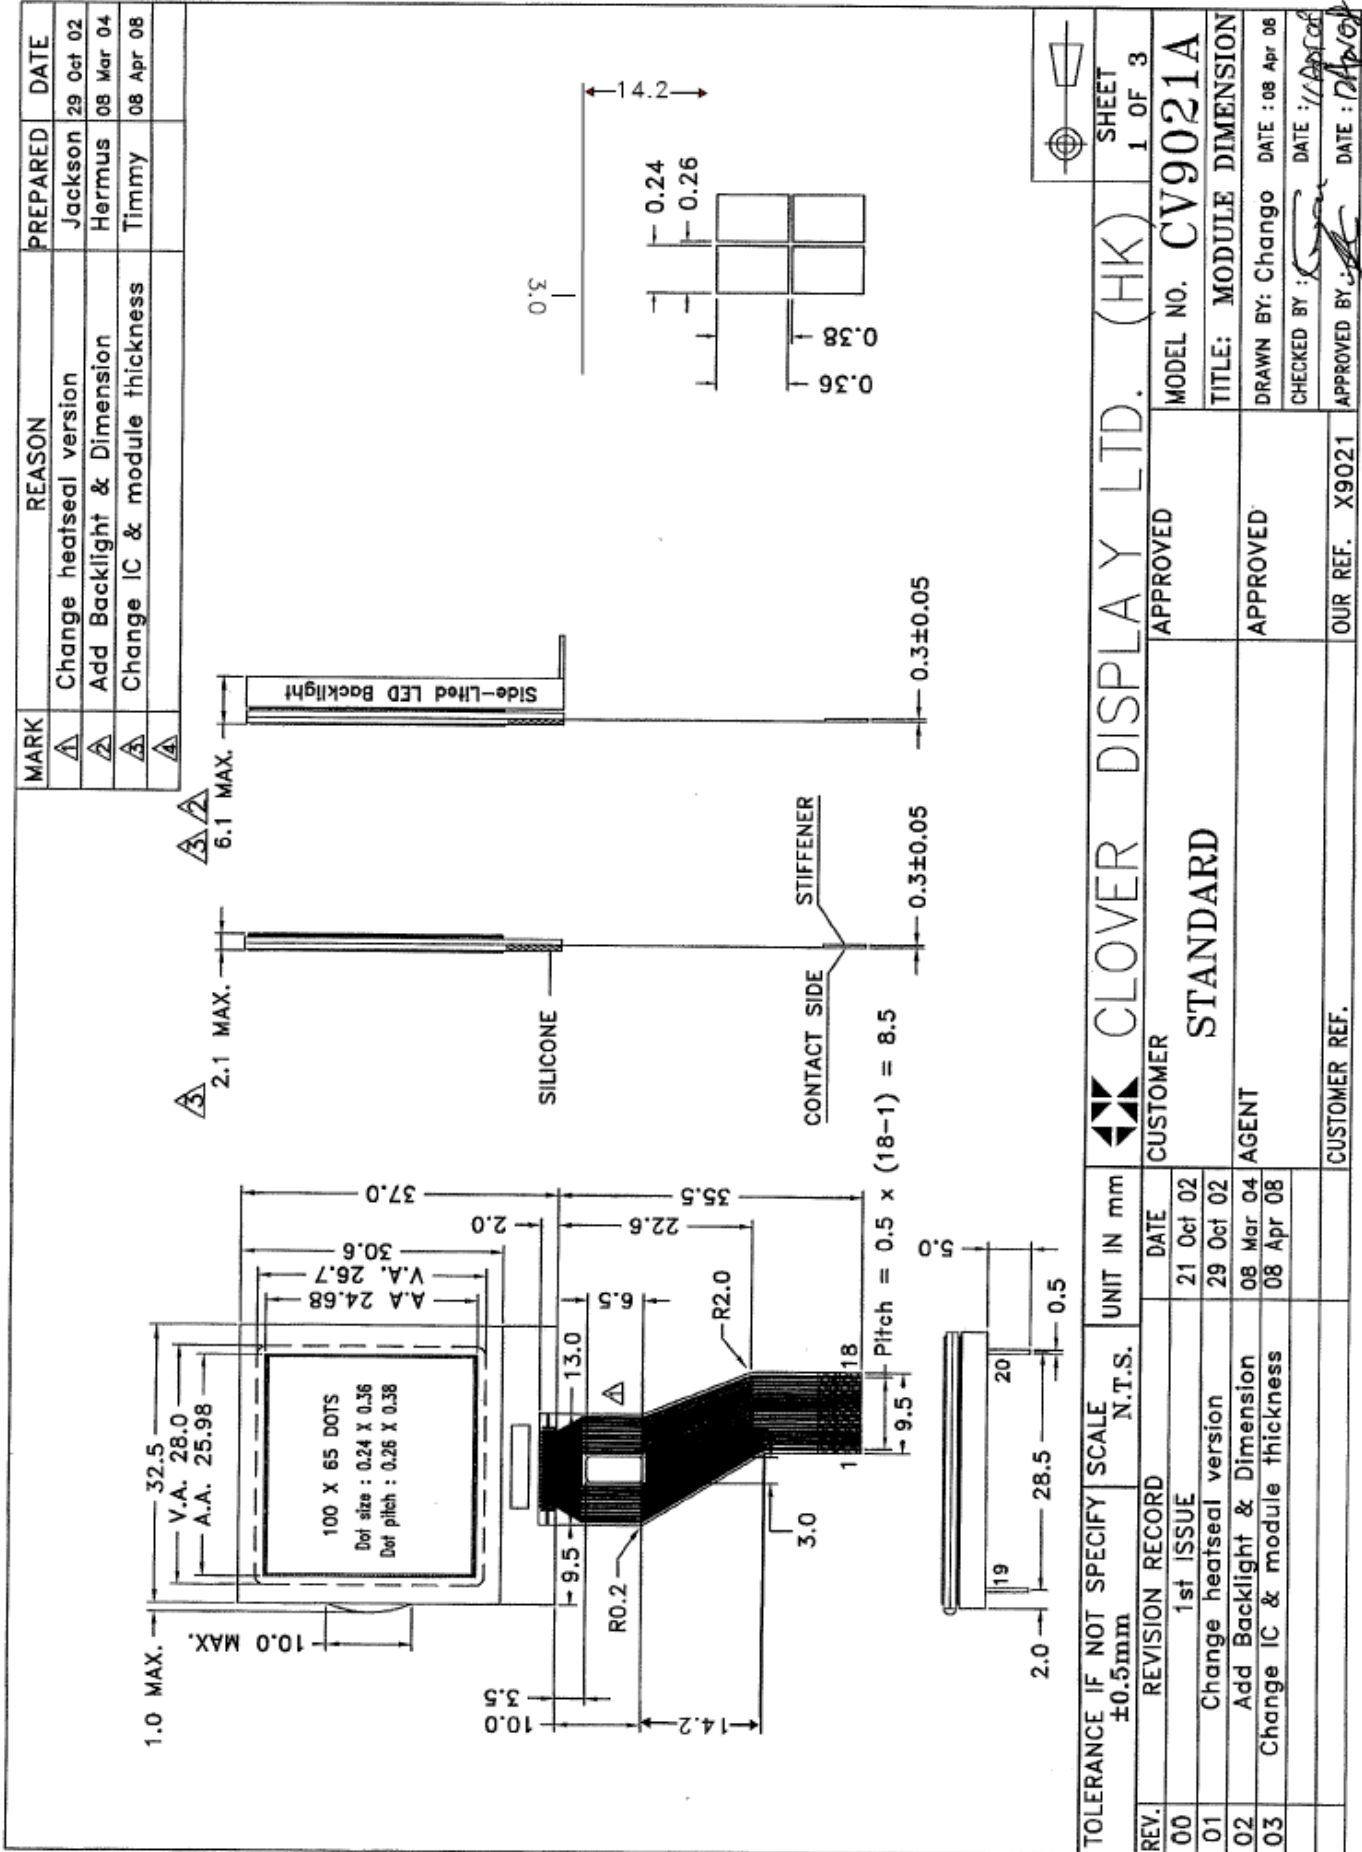 MARK REASON PREPARED DATE
1 Change heatseal version Jackson 29 Oct 02
2 Add Backlight & Dimension Hermus 08 Mar 04
3 Change IC & module thickness Timmy 08 Apr 08
4
1.0 MAX.
32.5
V.A. 28.0
A.A. 25.98
10.0 MAX.
100 X 65 DOTS
Dot size : 0.24 X 0.36
Dot pitch : 0.26 X 0.38
A.A 24.68
V.A. 26.7
30.6
37.0
2.0
3.5
10.0
14.2
9.5
13.0
1
6.5
22.6
35.5
R0.2
R2.0
3.0
1
18
9.5
Pitch = 0.5 x (18-1) = 8.5
3
2.1 MAX.
SILICONE
CONTACT SIDE
STIFFENER
0.3±0.05
3 2
6.1 MAX.
Side-Lited LED Backlight
0.3±0.05
3.0
14.2
0.24
0.26
0.38
0.36
19
20
5.0
2.0
28.5
0.5
TOLERANCE IF NOT SPECIFY
±0.5mm
SCALE
N.T.S.
UNIT IN mm
CLOVER DISPLAY LTD. (HK)
SHEET
1 OF 3
REV. REVISION RECORD DATE
00 1st ISSUE 21 Oct 02
01 Change heatseal version 29 Oct 02
02 Add Backlight & Dimension 08 Mar 04
03 Change IC & module thickness 08 Apr 08
CUSTOMER
STANDARD
AGENT
CUSTOMER REF.
APPROVED
APPROVED
OUR REF. X9021
MODEL NO. CV9021A
TITLE: MODULE DIMENSION
DRAWN BY: Chango DATE : 08 Apr 08
CHECKED BY : DATE :
APPROVED BY : DATE :